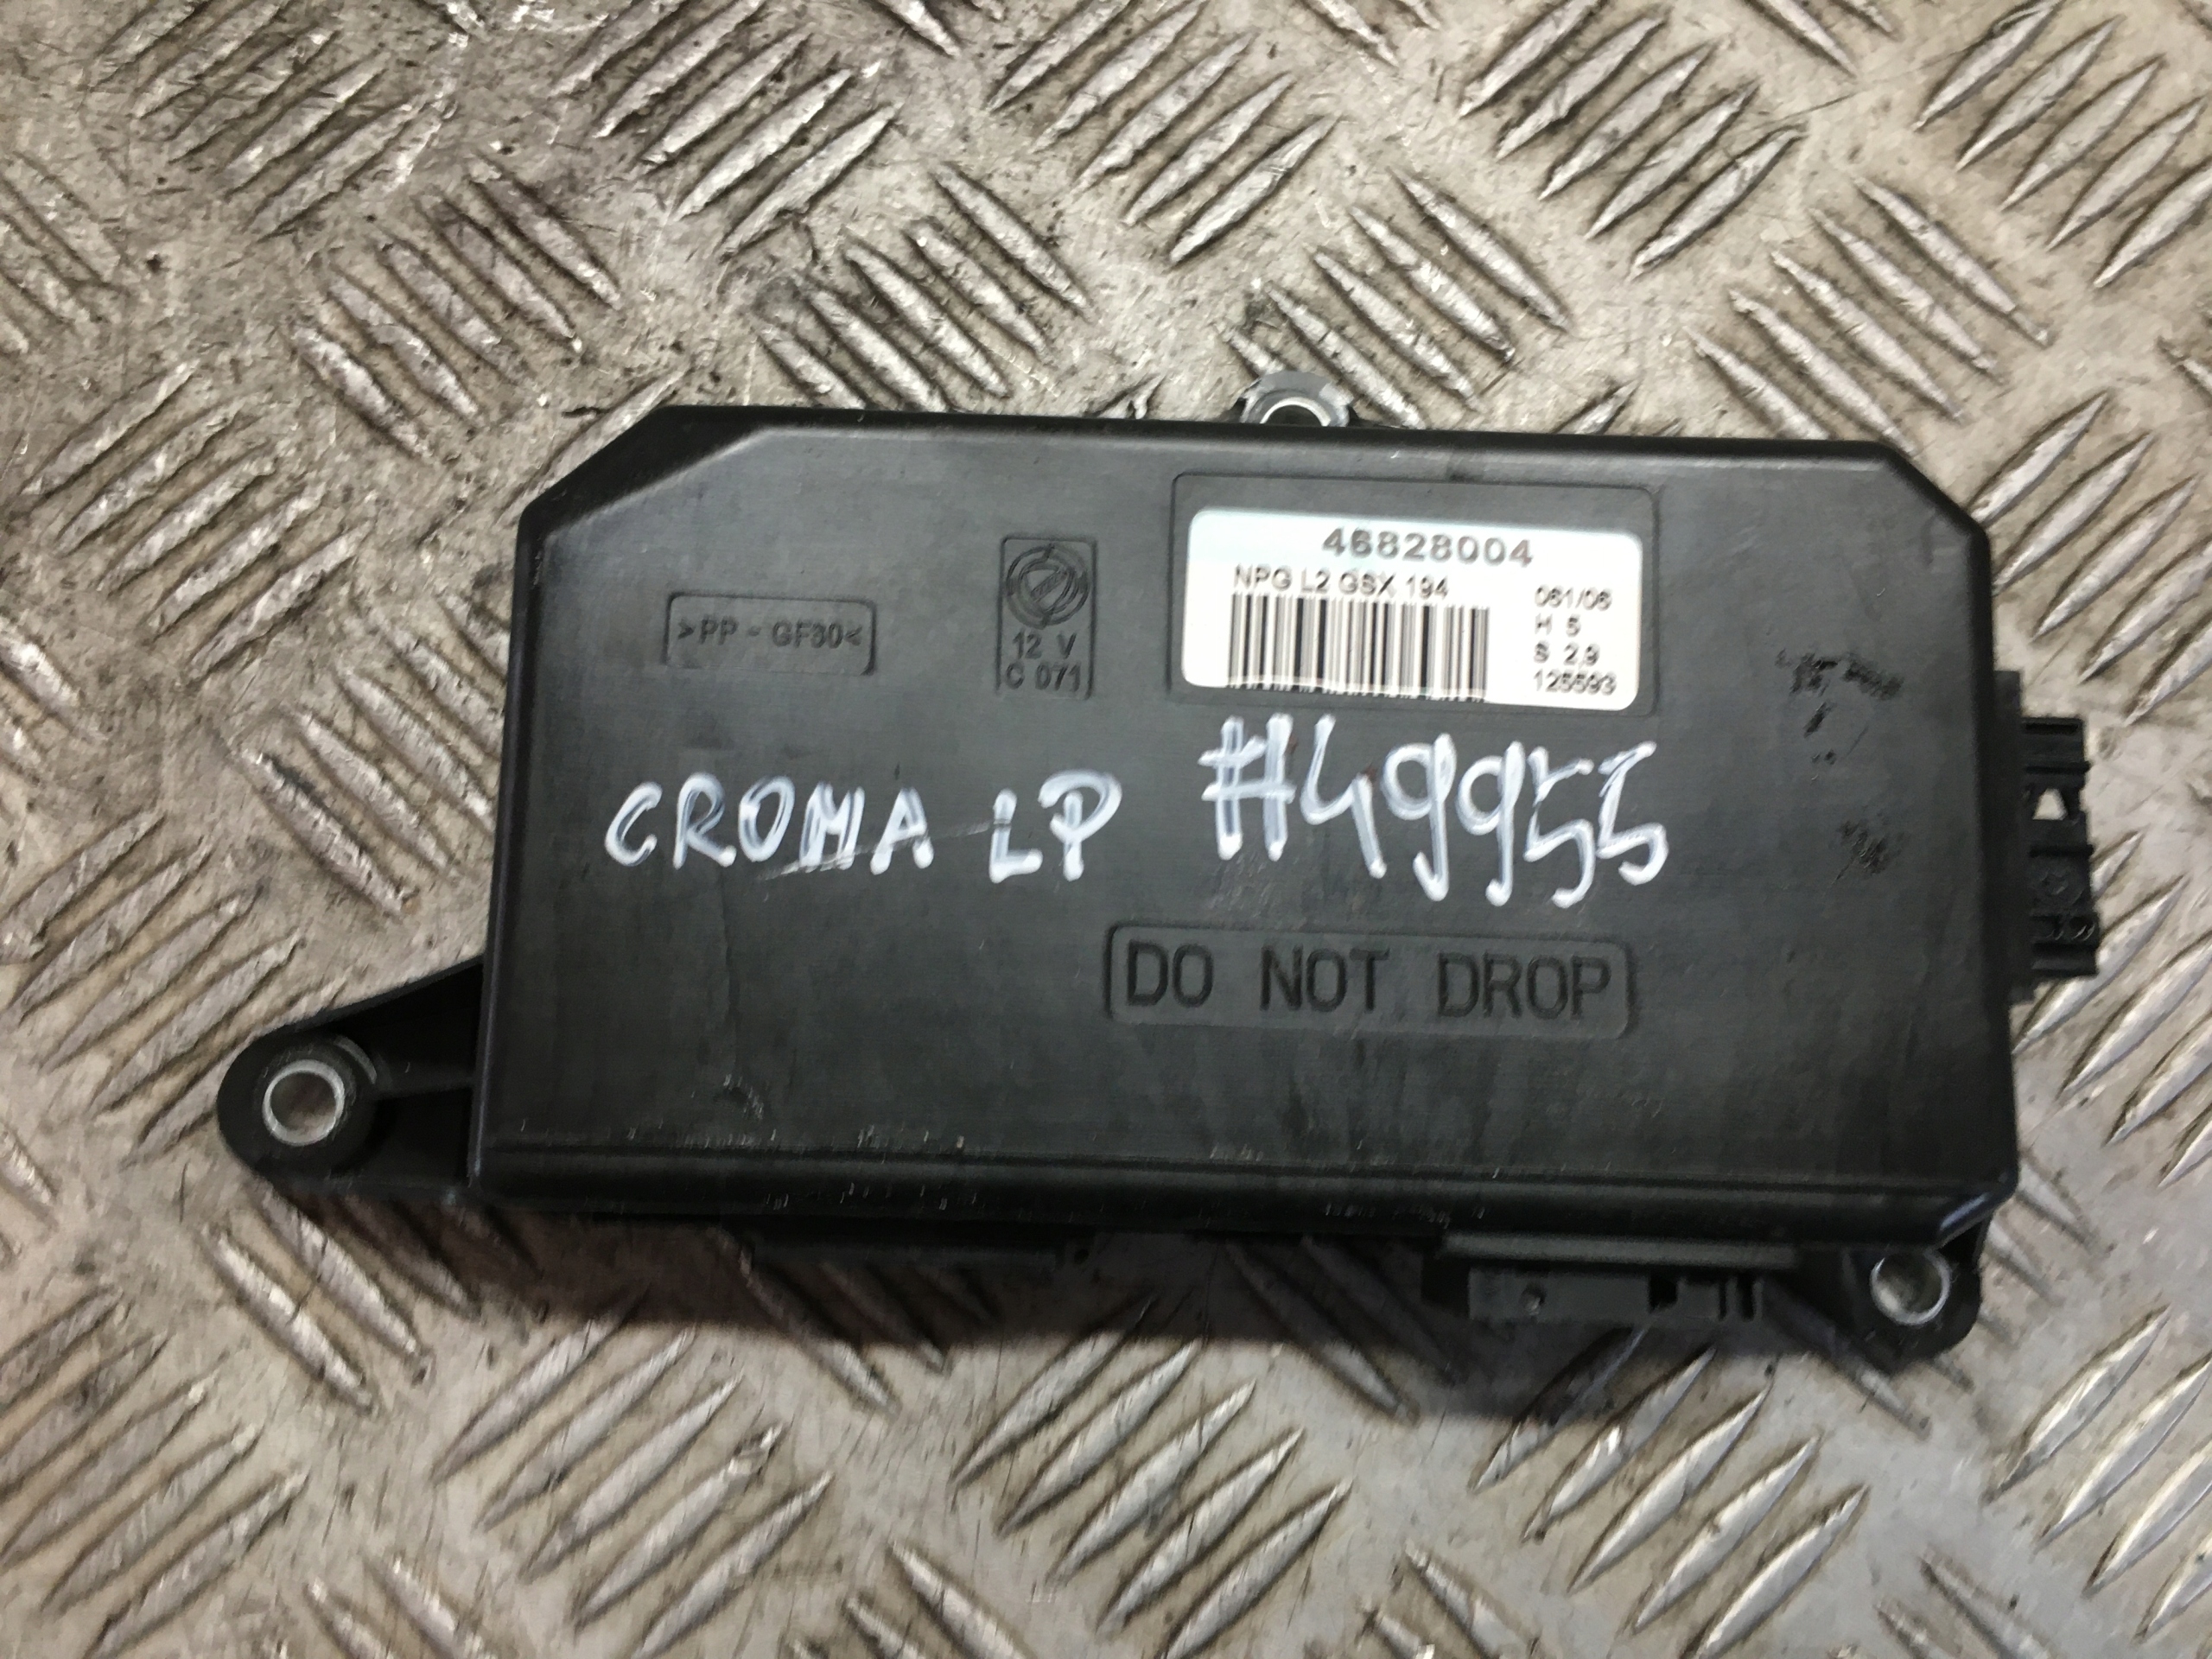 46828004
NPG L2 GSX 194
061/06
H 5
S 2,9
125593
>PP - GF30<
12 V
C 071
CROMA LP #49955
DO NOT DROP